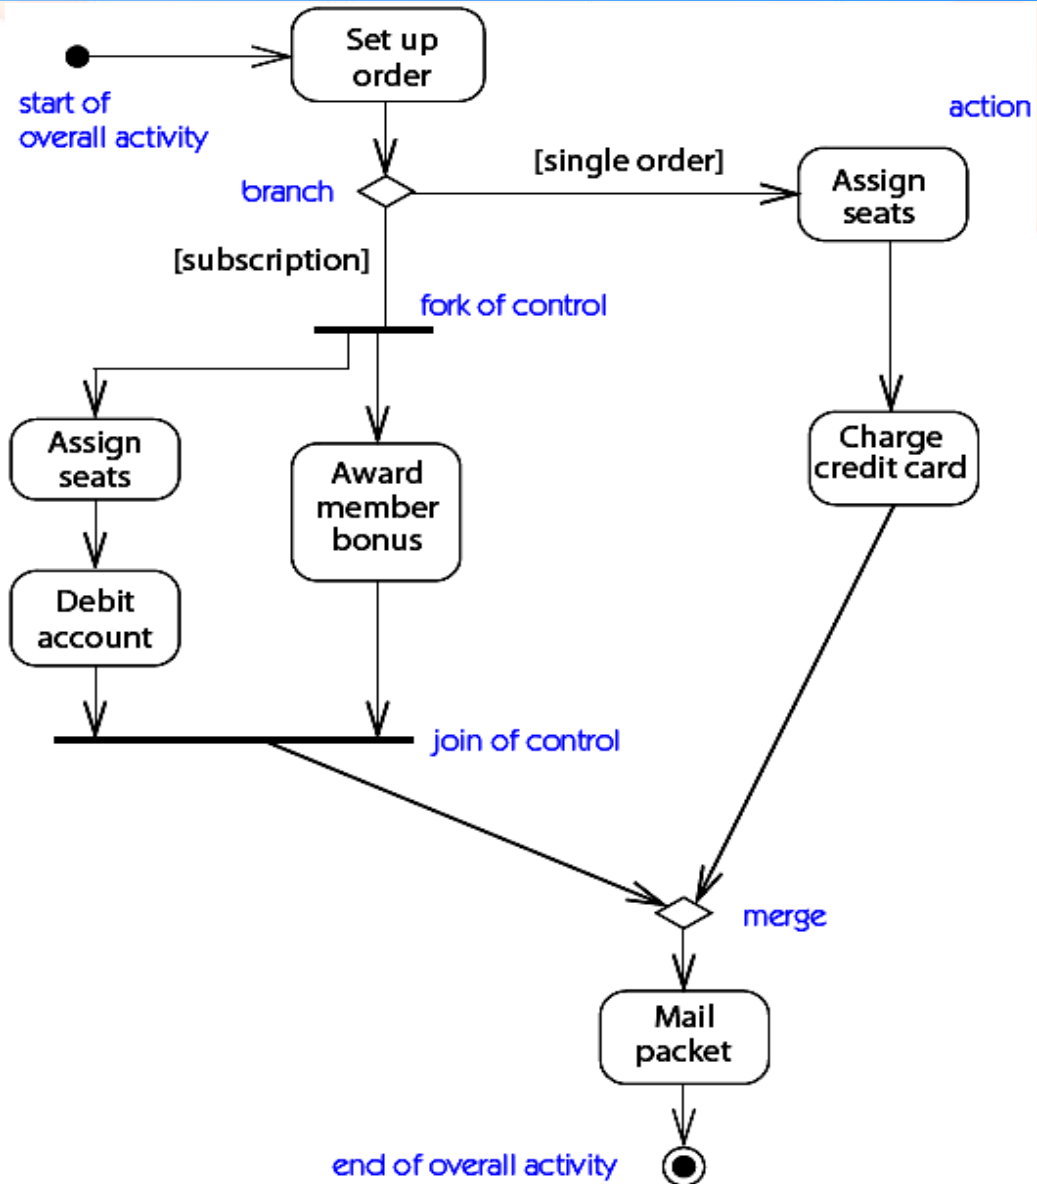 Set up
order
start of
overall activity
action
[single order]
Assign
seats
branch
[subscription]
fork of control
Assign
seats
Award
member
bonus
Charge
credit card
Debit
account
join of control
merge
Mail
packet
end of overall activity